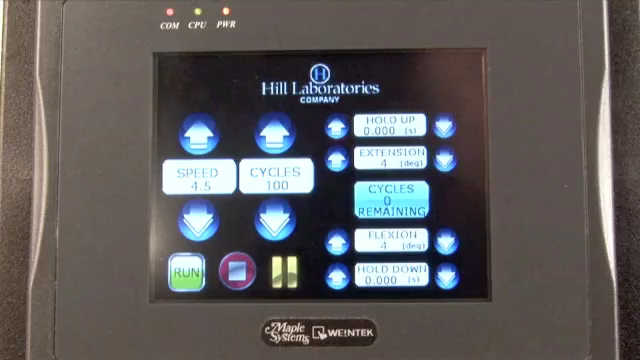 COM CPU PWR
H
Hill Laboratories
COMPANY
SPEED
4.5
CYCLES
100
RUN
HOLD UP
0.000 (s)
EXTENSION
4 (deg)
CYCLES
0
REMAINING
FLEXION
4 (deg)
HOLD DOWN
0.000 (s)
Maple
Systems
WEINTEK